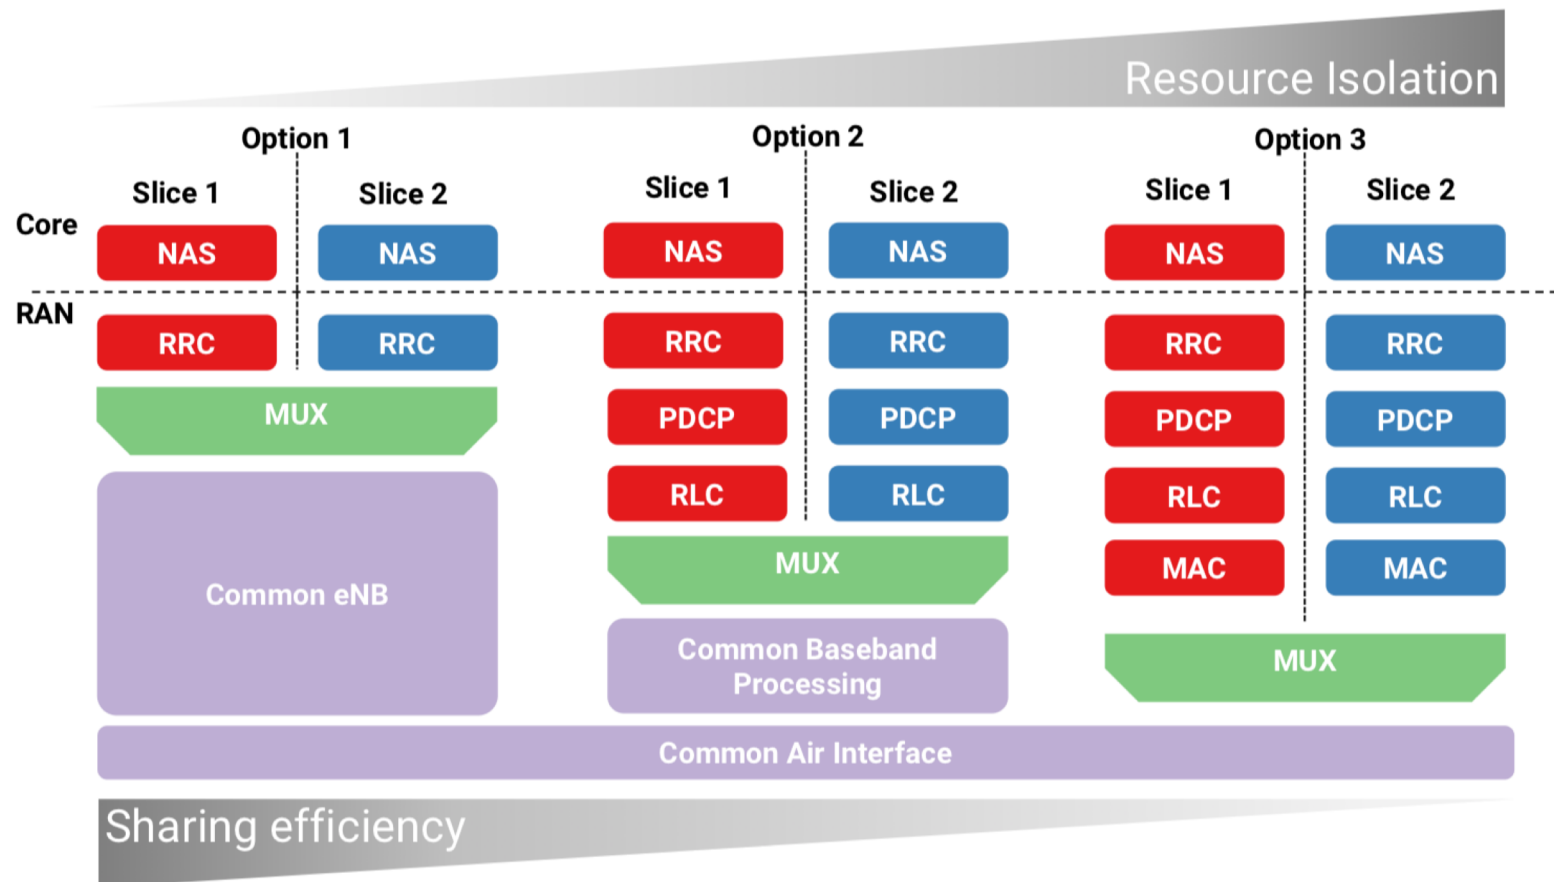 Resource Isolation
Option 1
Option 2
Option 3
Slice 1
Slice 2
Slice 1
Slice 2
Slice 1
Slice 2
Core
NAS
NAS
NAS
NAS
NAS
NAS
RAN
RRC
RRC
RRC
RRC
RRC
RRC
MUX
PDCP
PDCP
PDCP
PDCP
RLC
RLC
RLC
RLC
MUX
MAC
MAC
Common eNB
Common Baseband
Processing
MUX
Common Air Interface
Sharing efficiency